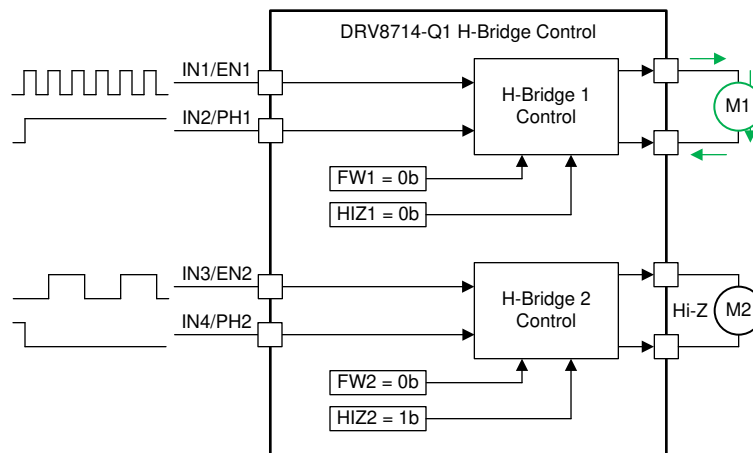 DRV8714-Q1 H-Bridge Control
IN1/EN1
IN2/PH1
H-Bridge 1
Control
M1
FW1 = 0b
HIZ1 = 0b
IN3/EN2
IN4/PH2
H-Bridge 2
Control
Hi-Z
M2
FW2 = 0b
HIZ2 = 1b